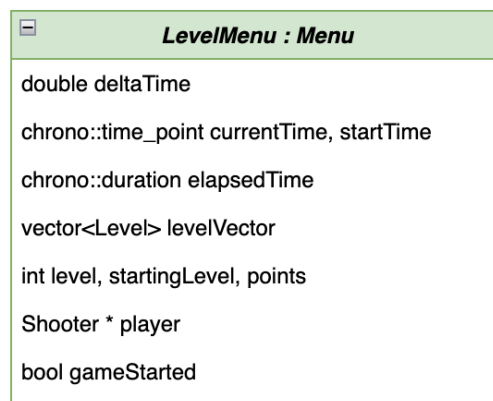 LevelMenu : Menu
double deltaTime
chrono::time_point currentTime, startTime
chrono::duration elapsedTime
vector<Level> levelVector
int level, startingLevel, points
Shooter * player
bool gameStarted